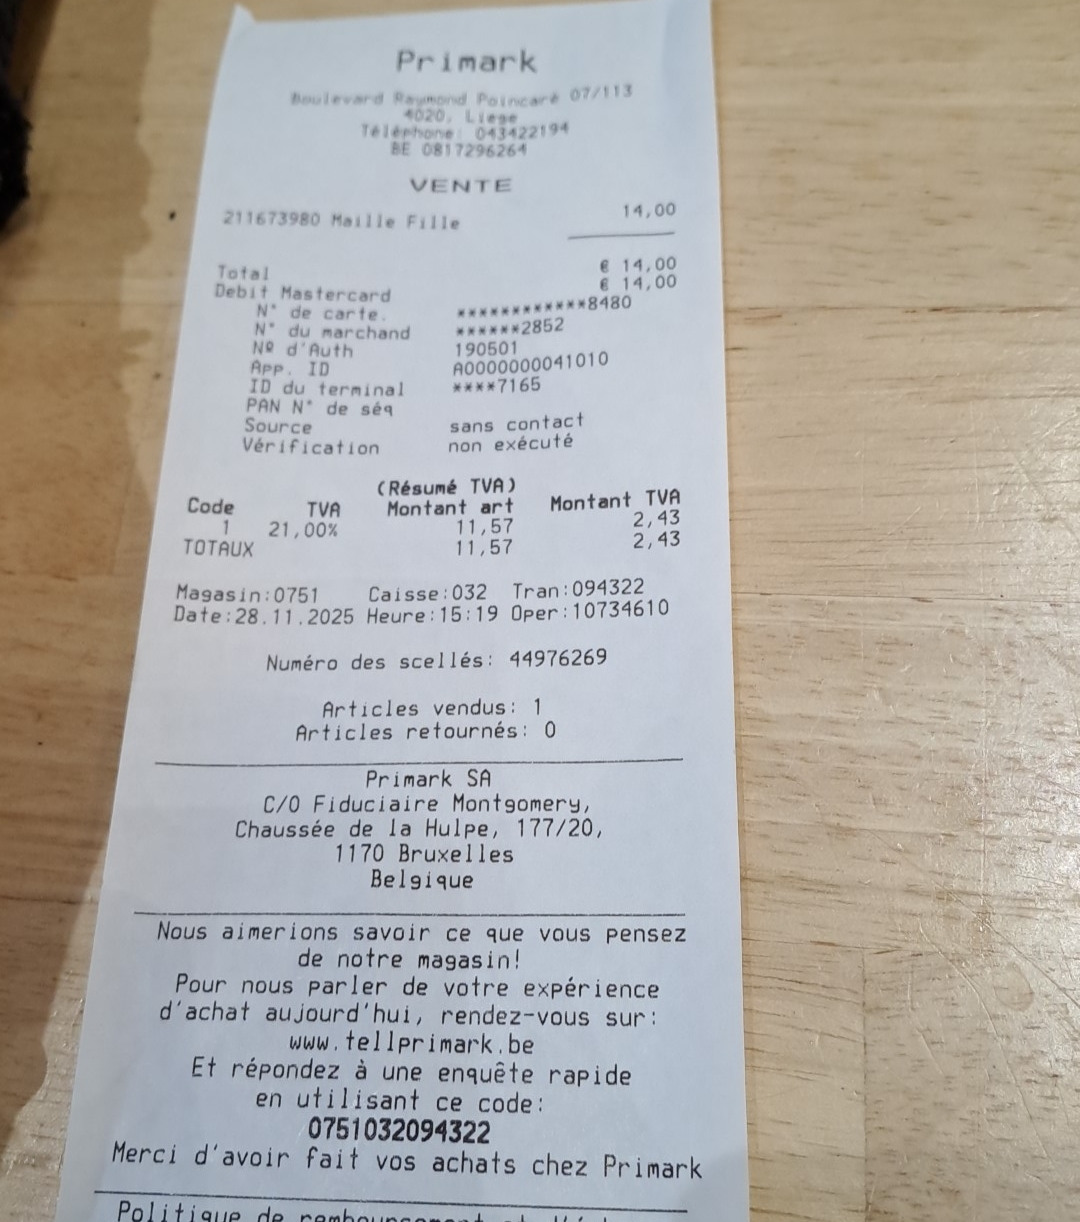 Primark
Boulevard Raymond Poincaré 07/113
4020, Liege
Téléphone: 043422194
BE 0817296264
VENTE
211673980 Maille Fille 14,00
Total € 14,00
Debit Mastercard € 14,00
N° de carte. ************8480
N° du marchand ******2852
Nº d'Auth 190501
App. ID A0000000041010
ID du terminal ****7165
PAN N° de séq
Source sans contact
Vérification non exécuté
(Résumé TVA)
Code TVA Montant art Montant TVA
1 21,00% 11,57 2,43
TOTAUX 11,57 2,43
Magasin:0751 Caisse:032 Tran:094322
Date:28.11.2025 Heure:15:19 Oper:10734610
Numéro des scellés: 44976269
Articles vendus: 1
Articles retournés: 0
Primark SA
C/O Fiduciaire Montgomery,
Chaussée de la Hulpe, 177/20,
1170 Bruxelles
Belgique
Nous aimerions savoir ce que vous pensez
de notre magasin!
Pour nous parler de votre expérience
d'achat aujourd'hui, rendez-vous sur:
www.tellprimark.be
Et répondez à une enquête rapide
en utilisant ce code:
0751032094322
Merci d'avoir fait vos achats chez Primark
Politique de remboursement